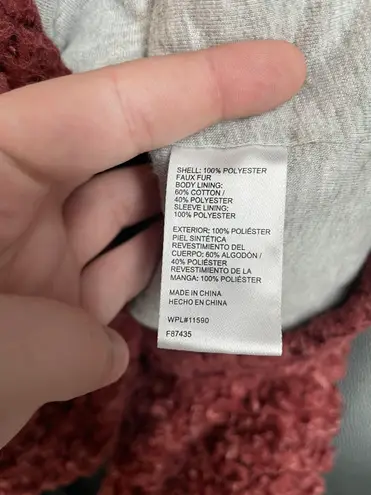 SHELL: 100% POLYESTER
FAUX FUR
BODY LINING:
60% COTTON /
40% POLYESTER
SLEEVE LINING:
100% POLYESTER
EXTERIOR: 100% POLIÉSTER
PIEL SINTÉTICA
REVESTIMIENTO DEL
CUERPO: 60% ALGODÓN /
40% POLIÉSTER
REVESTIMIENTO DE LA
MANGA: 100% POLIÉSTER
MADE IN CHINA
HECHO EN CHINA
WPL#11590
F87435